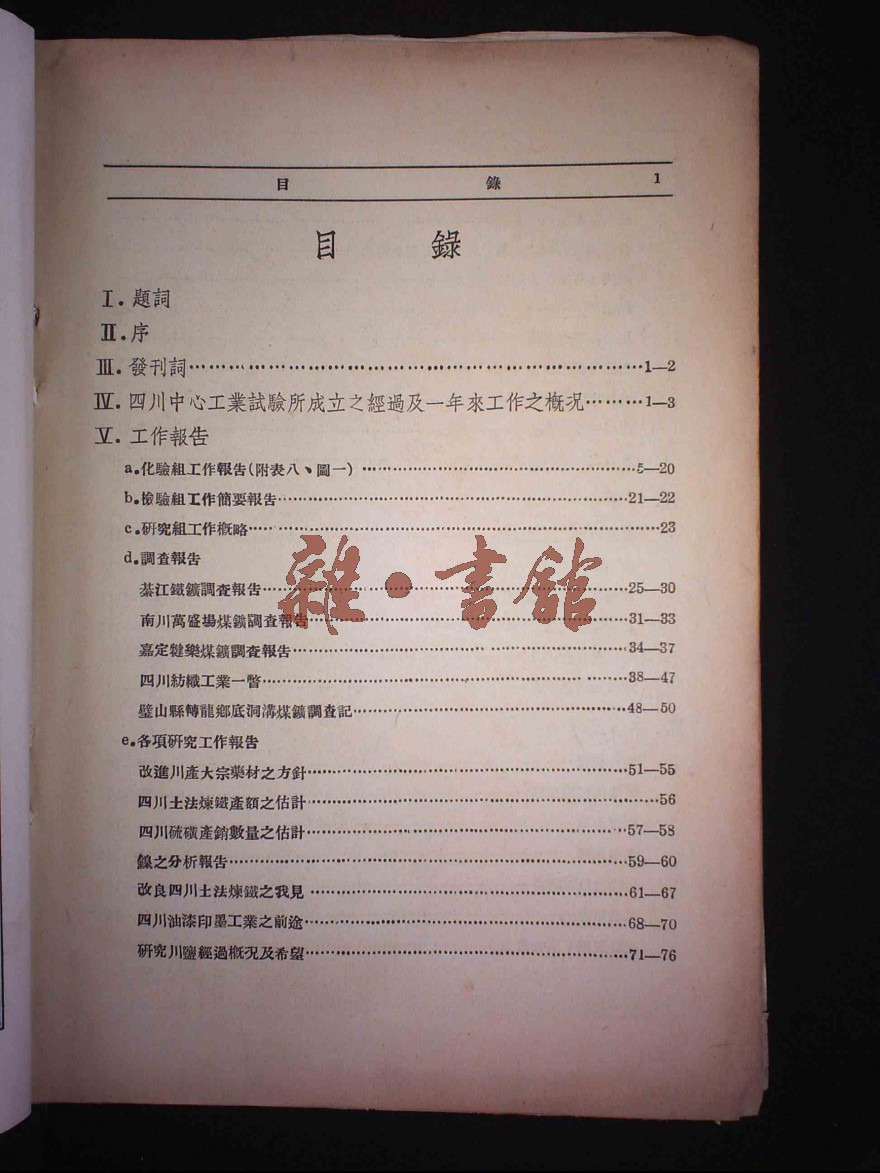 目 錄 1
目 錄
I. 題詞
II. 序
III. 發刊詞…………………………………………………………1—2
IV. 四川中心工業試驗所成立之經過及一年來工作之概况………1—3
V. 工作報告
a. 化驗組工作報告(附表八、圖一)…………………………………5—20
b. 檢驗組工作簡要報告……………………………………………21—22
c. 研究組工作概略……………………………………………………23
d. 調查報告
綦江鐵鑛調查報告………………………………………………25—30
南川萬盛場煤鑛調查報告………………………………………31—33
嘉定犍樂煤鑛調查報告…………………………………………34—37
四川紡織工業一瞥………………………………………………38—47
璧山縣轉龍鄉底洞溝煤鑛調查記………………………………48—50
e. 各項研究工作報告
改進川產大宗藥材之方針………………………………………51—55
四川土法煉鐵產額之估計…………………………………………56
四川硫磺產銷數量之估計………………………………………57—58
鎳之分析報告……………………………………………………59—60
改良四川土法煉鐵之我見………………………………………61—67
四川油漆印墨工業之前途………………………………………68—70
研究川鹽經過概况及希望………………………………………71—76
雜·書館